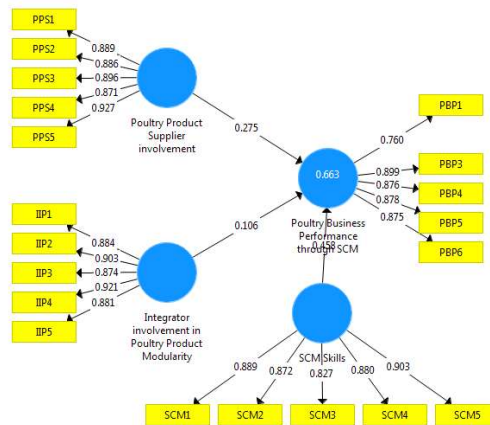 PPS1
PPS2
PPS3
PPS4
PPS5
0.889
0.886
0.896
0.871
0.927
Poultry Product
Supplier
involvement
0.275
PBP1
0.760
0.663
0.899
0.876
0.878
0.875
PBP3
PBP4
PBP5
PBP6
Poultry Business
Performance
through SCM
0.458
IIP1
IIP2
IIP3
IIP4
IIP5
0.884
0.903
0.874
0.921
0.881
0.106
Integrator
involvement in
Poultry Product
Modularity
SCM Skills
0.889
0.872
0.827
0.880
0.903
SCM1
SCM2
SCM3
SCM4
SCM5